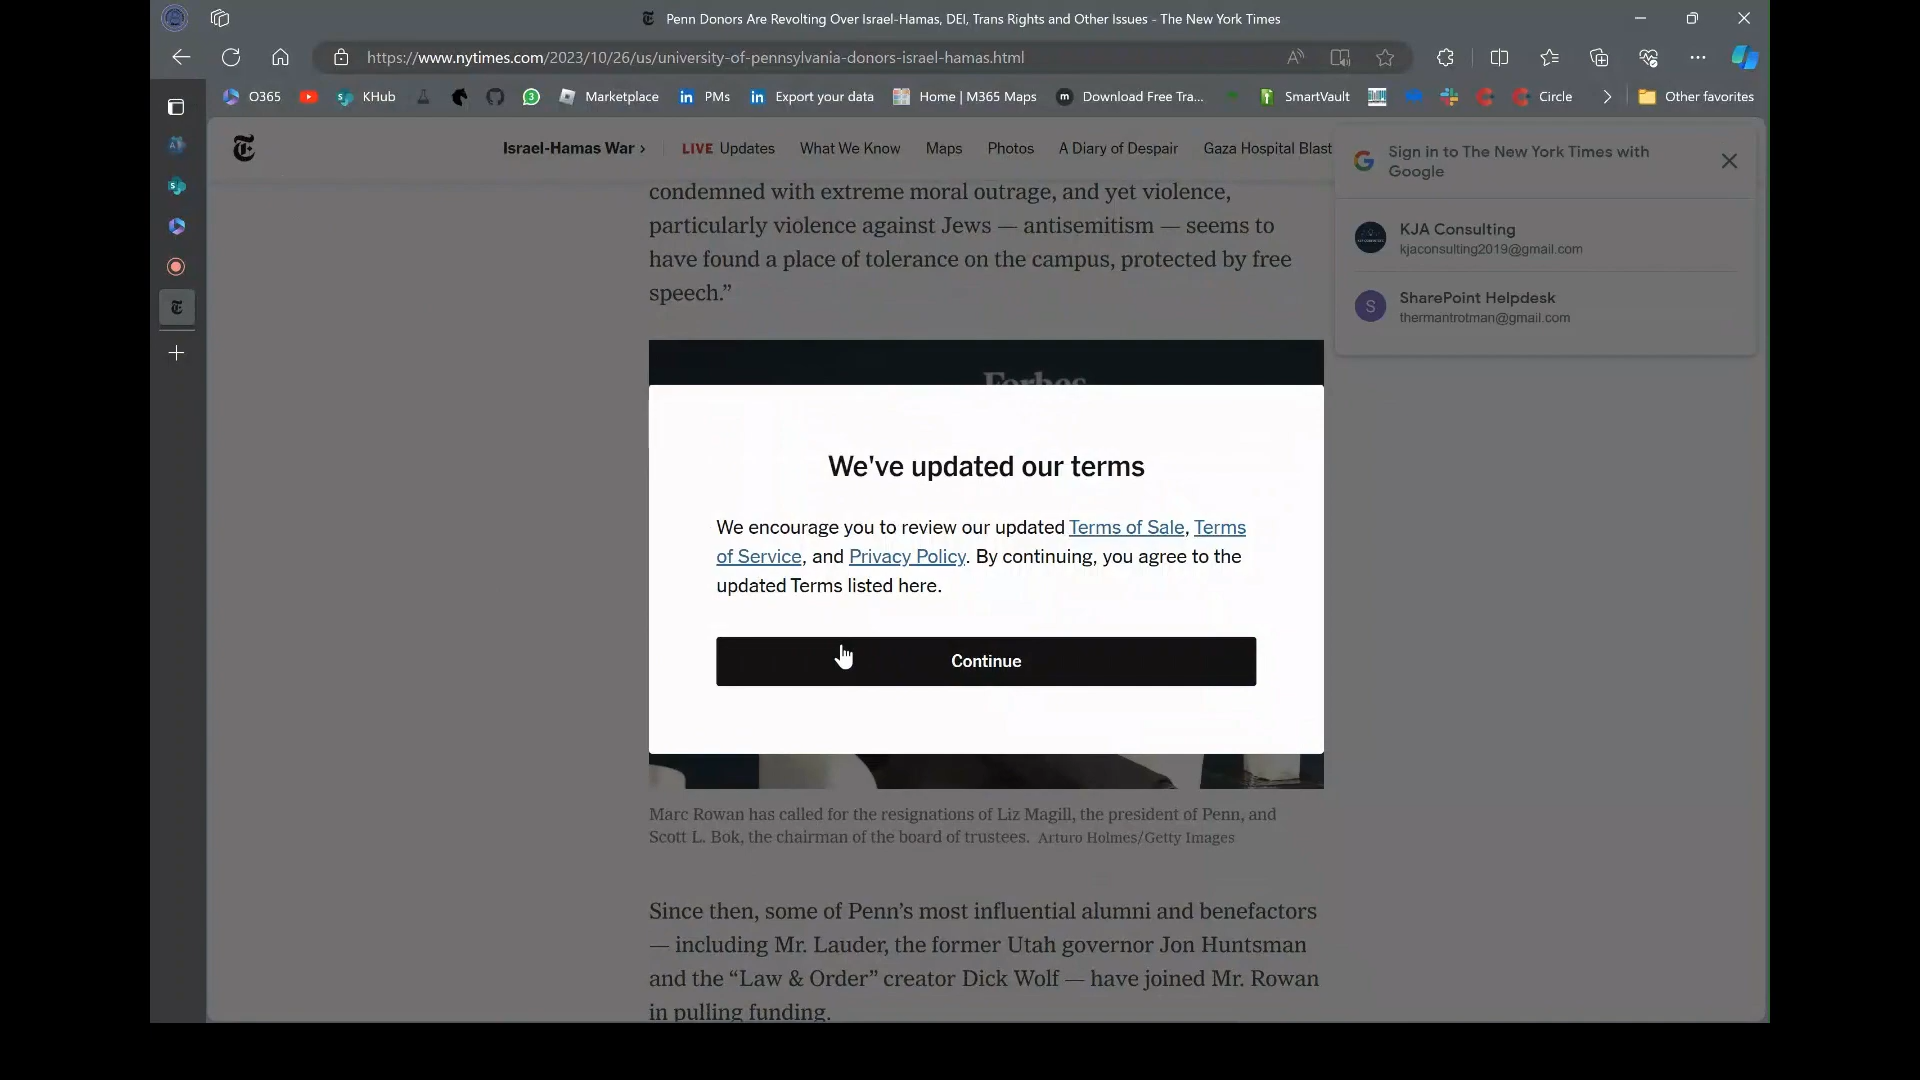 Penn Donors Are Revolting Over Israel-Hamas, DEI, Trans Rights and Other Issues - The New York Times
https://www.nytimes.com/2023/10/26/us/university-of-pennsylvania-donors-israel-hamas.html
O365 KHub 3 Marketplace PMs Export your data Home | M365 Maps Download Free Tra... SmartVault Circle Other favorites
Israel-Hamas War › LIVE Updates What We Know Maps Photos A Diary of Despair Gaza Hospital Blast
Sign in to The New York Times with
Google
KJA Consulting
kjaconsulting2019@gmail.com
S
SharePoint Helpdesk
thermantrotman@gmail.com
condemned with extreme moral outrage, and yet violence,
particularly violence against Jews — antisemitism — seems to
have found a place of tolerance on the campus, protected by free
speech.”
Forbes
We've updated our terms
We encourage you to review our updated Terms of Sale, Terms
of Service, and Privacy Policy. By continuing, you agree to the
updated Terms listed here.
Continue
Marc Rowan has called for the resignations of Liz Magill, the president of Penn, and
Scott L. Bok, the chairman of the board of trustees. Arturo Holmes/Getty Images
Since then, some of Penn’s most influential alumni and benefactors
— including Mr. Lauder, the former Utah governor Jon Huntsman
and the “Law & Order” creator Dick Wolf — have joined Mr. Rowan
in pulling funding.